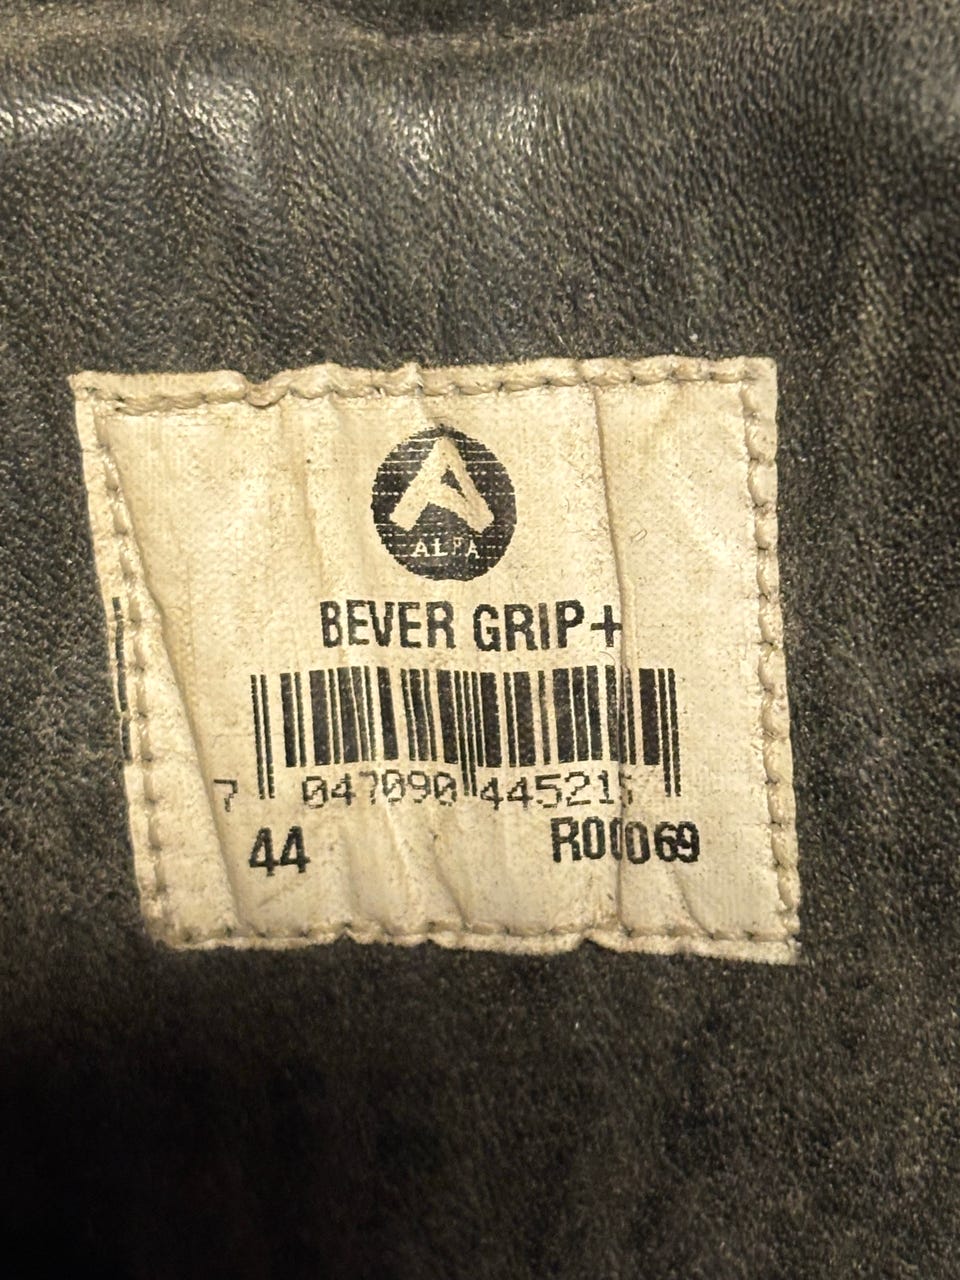 ALFA
BEVER GRIP+
7 047090 445215
44 R00069